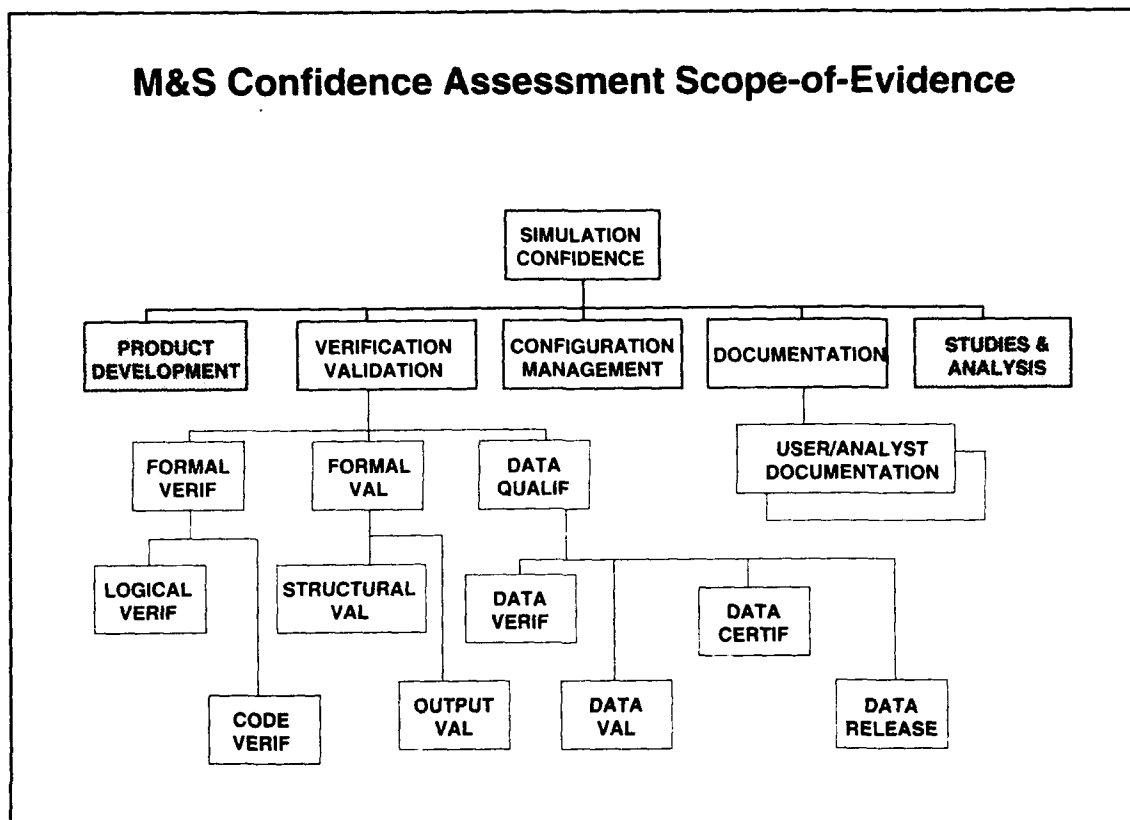 M&S Confidence Assessment Scope-of-Evidence
SIMULATION
CONFIDENCE
PRODUCT
DEVELOPMENT
VERIFICATION
VALIDATION
CONFIGURATION
MANAGEMENT
DOCUMENTATION
STUDIES &
ANALYSIS
FORMAL
VERIF
FORMAL
VAL
DATA
QUALIF
USER/ANALYST
DOCUMENTATION
LOGICAL
VERIF
STRUCTURAL
VAL
DATA
VERIF
DATA
CERTIF
CODE
VERIF
OUTPUT
VAL
DATA
VAL
DATA
RELEASE